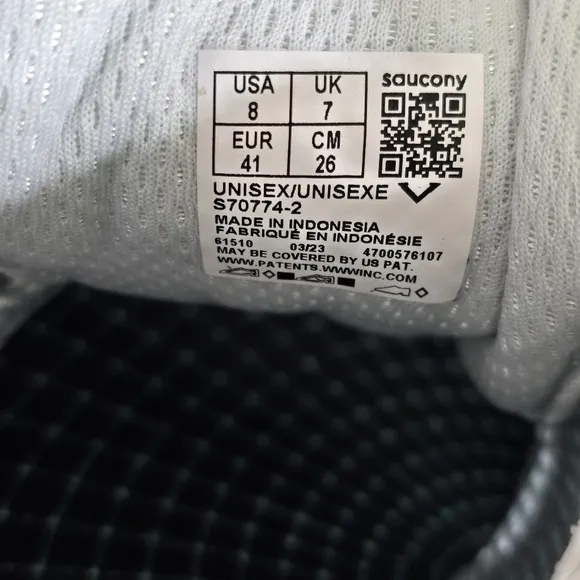 USA UK saucony
8 7
EUR CM
41 26
UNISEX/UNISEXE
S70774-2
MADE IN INDONESIA
FABRIQUÉ EN INDONÉSIE
61510 03/23 4700576107
MAY BE COVERED BY US PAT.
WWW.PATENTS.WWWINC.COM